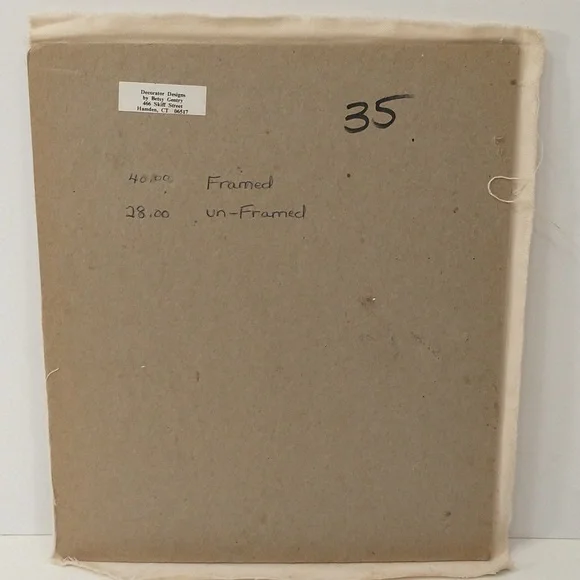 Decorator Designs
by Betsy Gentry
466 Skiff Street
Hamden, CT 06517
35
40.00 Framed
28.00 un-Framed